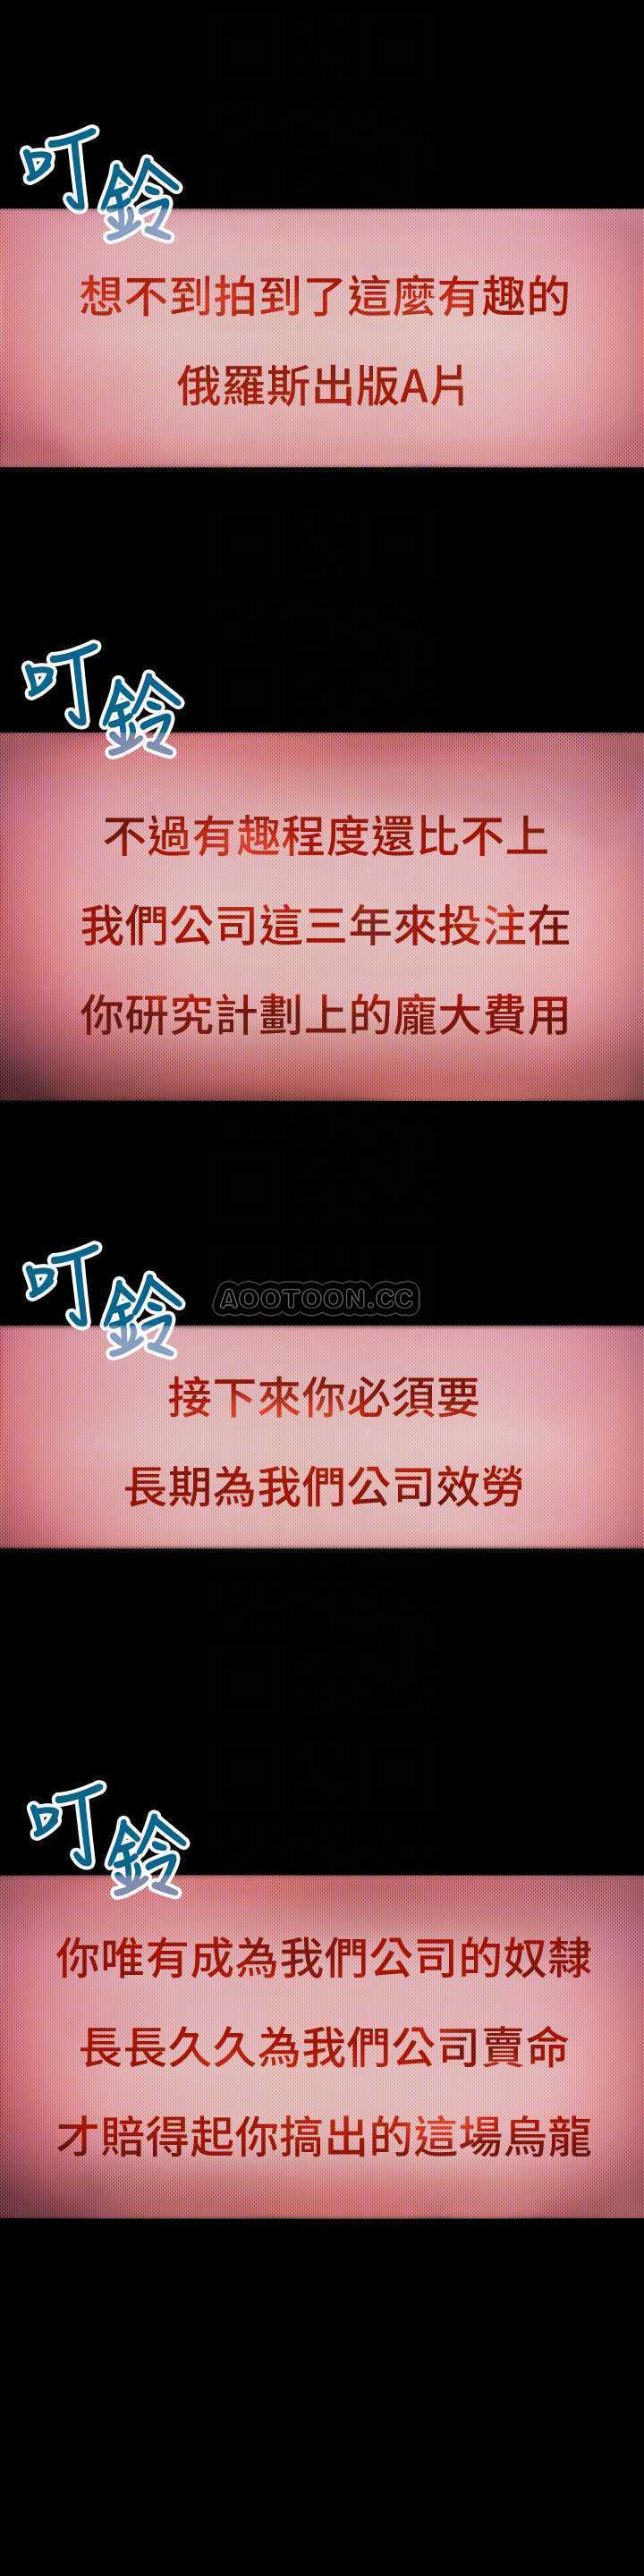 叮鈴
想不到拍到了這麼有趣的
俄羅斯出版A片
叮鈴
不過有趣程度還比不上
我們公司這三年來投注在
你研究計劃上的龐大費用
叮鈴
AOOTOON.CC
接下來你必須要
長期為我們公司效勞
叮鈴
你唯有成為我們公司的奴隸
長長久久為我們公司賣命
才賠得起你搞出的這場烏龍